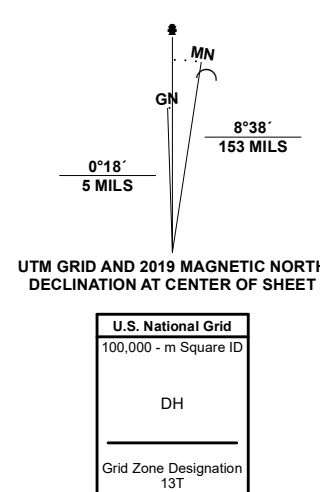 MN
GN
8°38´
153 MILS
0°18´
5 MILS
UTM GRID AND 2019 MAGNETIC NORTH
DECLINATION AT CENTER OF SHEET
U.S. National Grid
100,000 - m Square ID
DH
Grid Zone Designation
13T